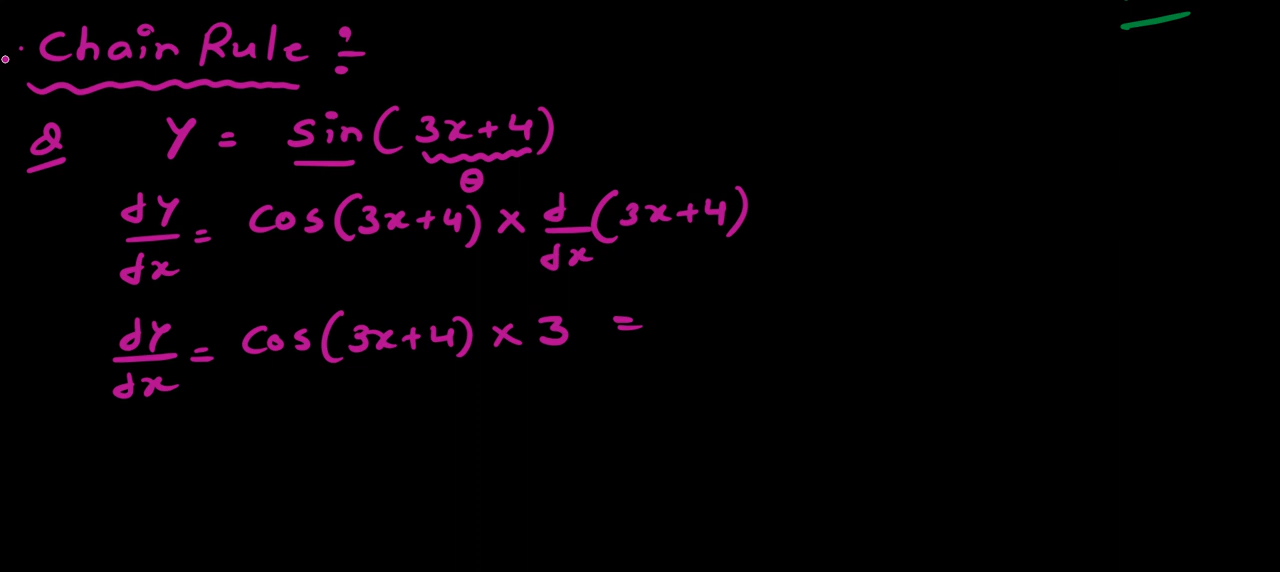 Chain Rule :-
Q Y = sin(3x+4)
θ
dY/dx = cos(3x+4) × d/dx (3x+4)
dY/dx = cos(3x+4) × 3 =